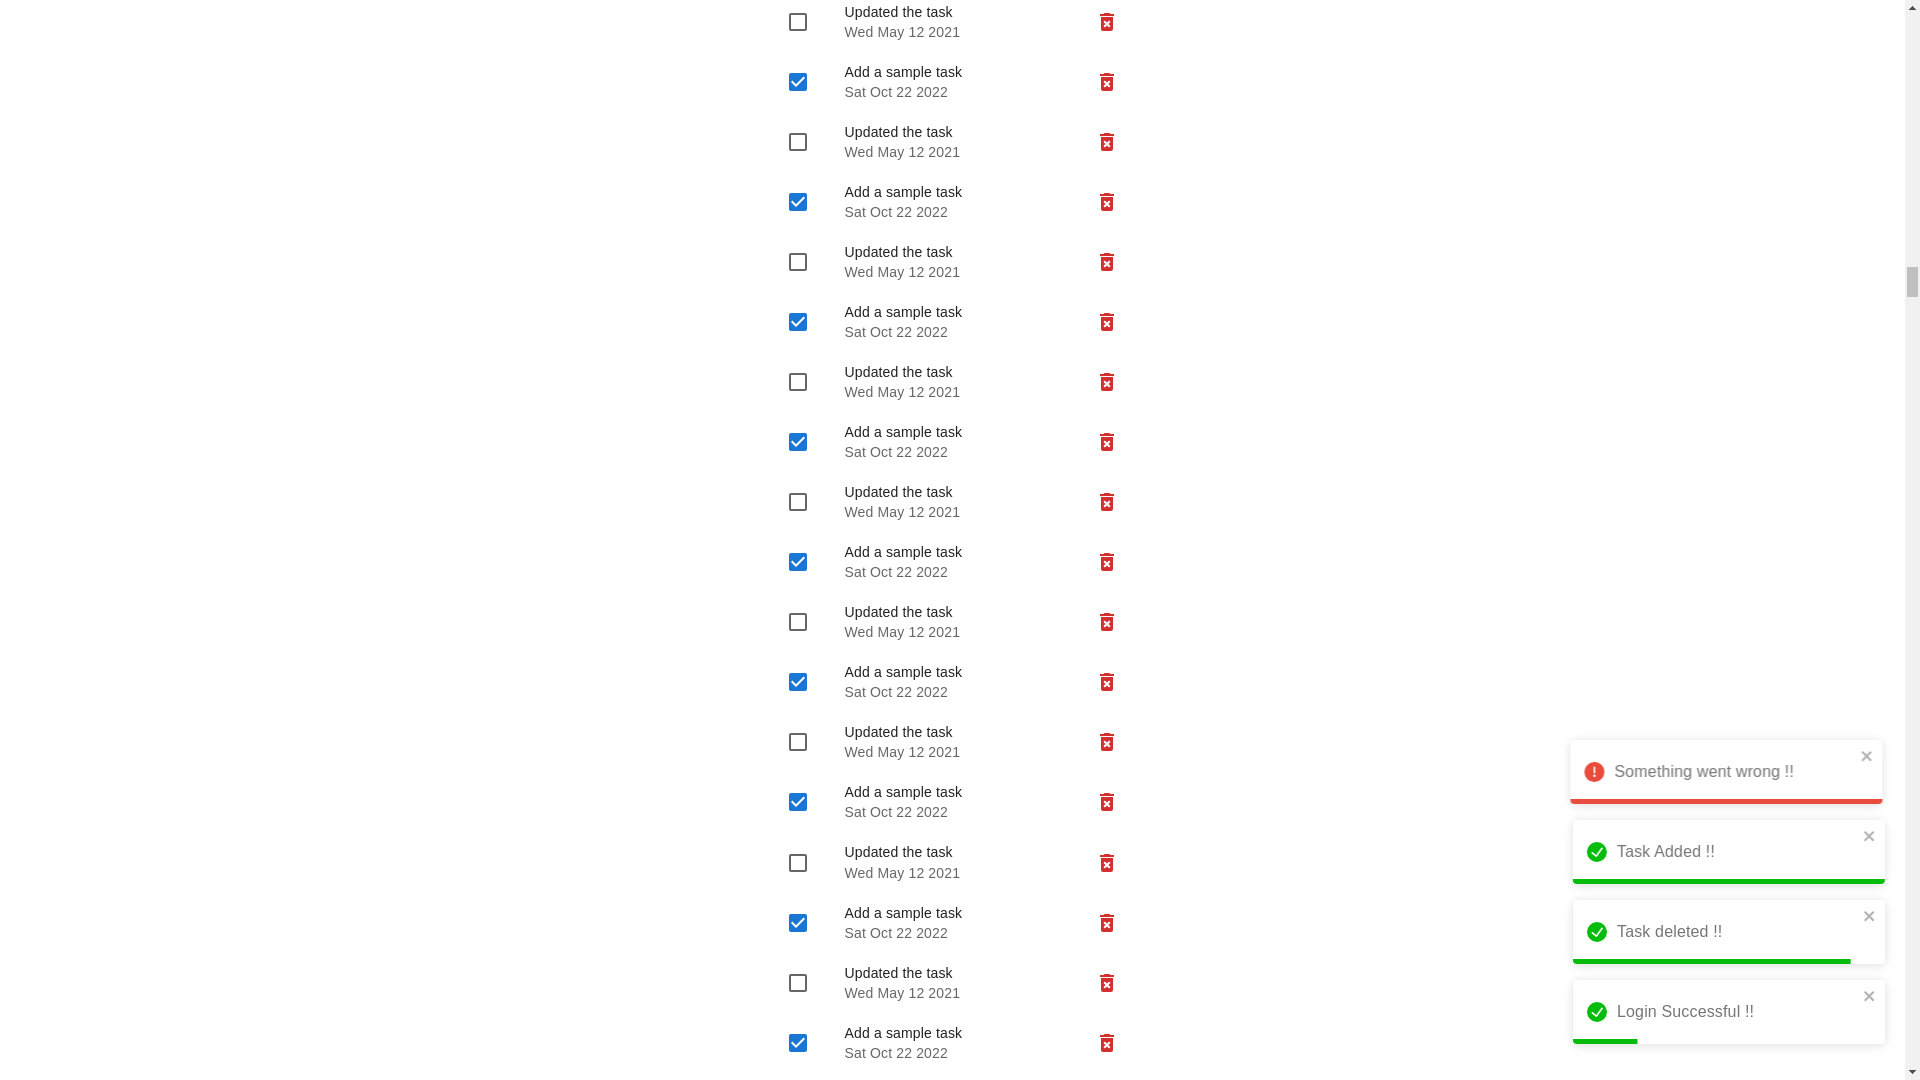 Updated the task
Wed May 12 2021
Add a sample task
Sat Oct 22 2022
Updated the task
Wed May 12 2021
Add a sample task
Sat Oct 22 2022
Updated the task
Wed May 12 2021
Add a sample task
Sat Oct 22 2022
Updated the task
Wed May 12 2021
Add a sample task
Sat Oct 22 2022
Updated the task
Wed May 12 2021
Add a sample task
Sat Oct 22 2022
Updated the task
Wed May 12 2021
Add a sample task
Sat Oct 22 2022
Updated the task
Wed May 12 2021
Add a sample task
Sat Oct 22 2022
Updated the task
Wed May 12 2021
Add a sample task
Sat Oct 22 2022
Updated the task
Wed May 12 2021
Add a sample task
Sat Oct 22 2022
Something went wrong !!
Task Added !!
Task deleted !!
Login Successful !!